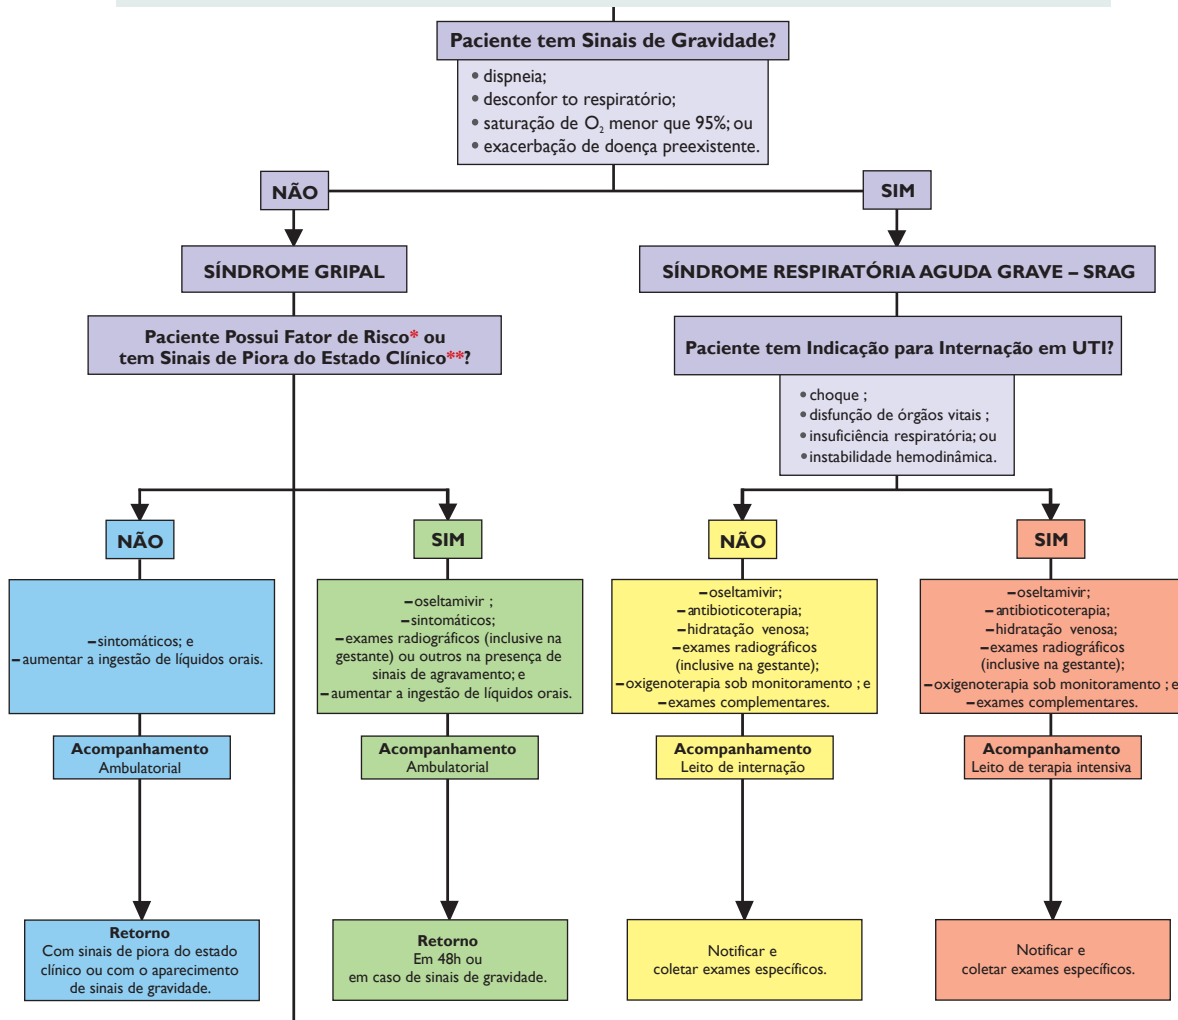 Paciente tem Sinais de Gravidade?
• dispneia;
• desconfor to respiratório;
• saturação de O₂ menor que 95%; ou
• exacerbação de doença preexistente.
NÃO
SIM
SÍNDROME GRIPAL
SÍNDROME RESPIRATÓRIA AGUDA GRAVE – SRAG
Paciente Possui Fator de Risco* ou
tem Sinais de Piora do Estado Clínico**?
Paciente tem Indicação para Internação em UTI?
• choque ;
• disfunção de órgãos vitais ;
• insuficiência respiratória; ou
• instabilidade hemodinâmica.
NÃO
SIM
NÃO
SIM
– sintomáticos; e
– aumentar a ingestão de líquidos orais.
– oseltamivir ;
– sintomáticos;
– exames radiográficos (inclusive na
gestante) ou outros na presença de
sinais de agravamento; e
– aumentar a ingestão de líquidos orais.
– oseltamivir;
– antibioticoterapia;
– hidratação venosa;
– exames radiográficos
(inclusive na gestante);
– oxigenoterapia sob monitoramento ; e
– exames complementares.
– oseltamivir;
– antibioticoterapia;
– hidratação venosa;
– exames radiográficos
(inclusive na gestante);
– oxigenoterapia sob monitoramento ; e
– exames complementares.
Acompanhamento
Ambulatorial
Acompanhamento
Ambulatorial
Acompanhamento
Leito de internação
Acompanhamento
Leito de terapia intensiva
Retorno
Com sinais de piora do estado
clínico ou com o aparecimento
de sinais de gravidade.
Retorno
Em 48h ou
em caso de sinais de gravidade.
Notificar e
coletar exames específicos.
Notificar e
coletar exames específicos.